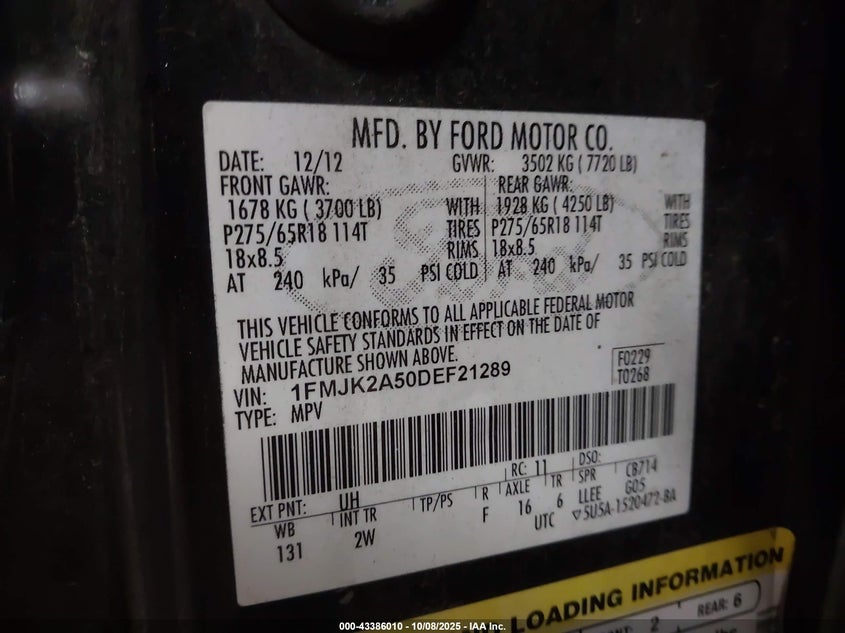 MFD. BY FORD MOTOR CO.
DATE: 12/12 GVWR: 3502 KG ( 7720 LB)
FRONT GAWR: REAR GAWR:
1678 KG ( 3700 LB) WITH 1928 KG ( 4250 LB) WITH
P275/65R18 114T TIRES P275/65R18 114T TIRES
18x8.5 RIMS 18x8.5 RIMS
AT 240 kPa/ 35 PSI COLD AT 240 kPa/ 35 PSI COLD
THIS VEHICLE CONFORMS TO ALL APPLICABLE FEDERAL MOTOR
VEHICLE SAFETY STANDARDS IN EFFECT ON THE DATE OF
MANUFACTURE SHOWN ABOVE.
VIN: 1FMJK2A50DEF21289 F0229
TYPE: MPV T0268
EXT PNT: UH RC: 11 DSO: CB714
WB INT TR TP/PS R AXLE TR SPR G05
131 2W F 16 6 LLEE
UTC ▽5U5A-1520472-BA
LOADING INFORMATION
2 REAR: 6
000-43386010 - 10/08/2025 - IAA Inc.